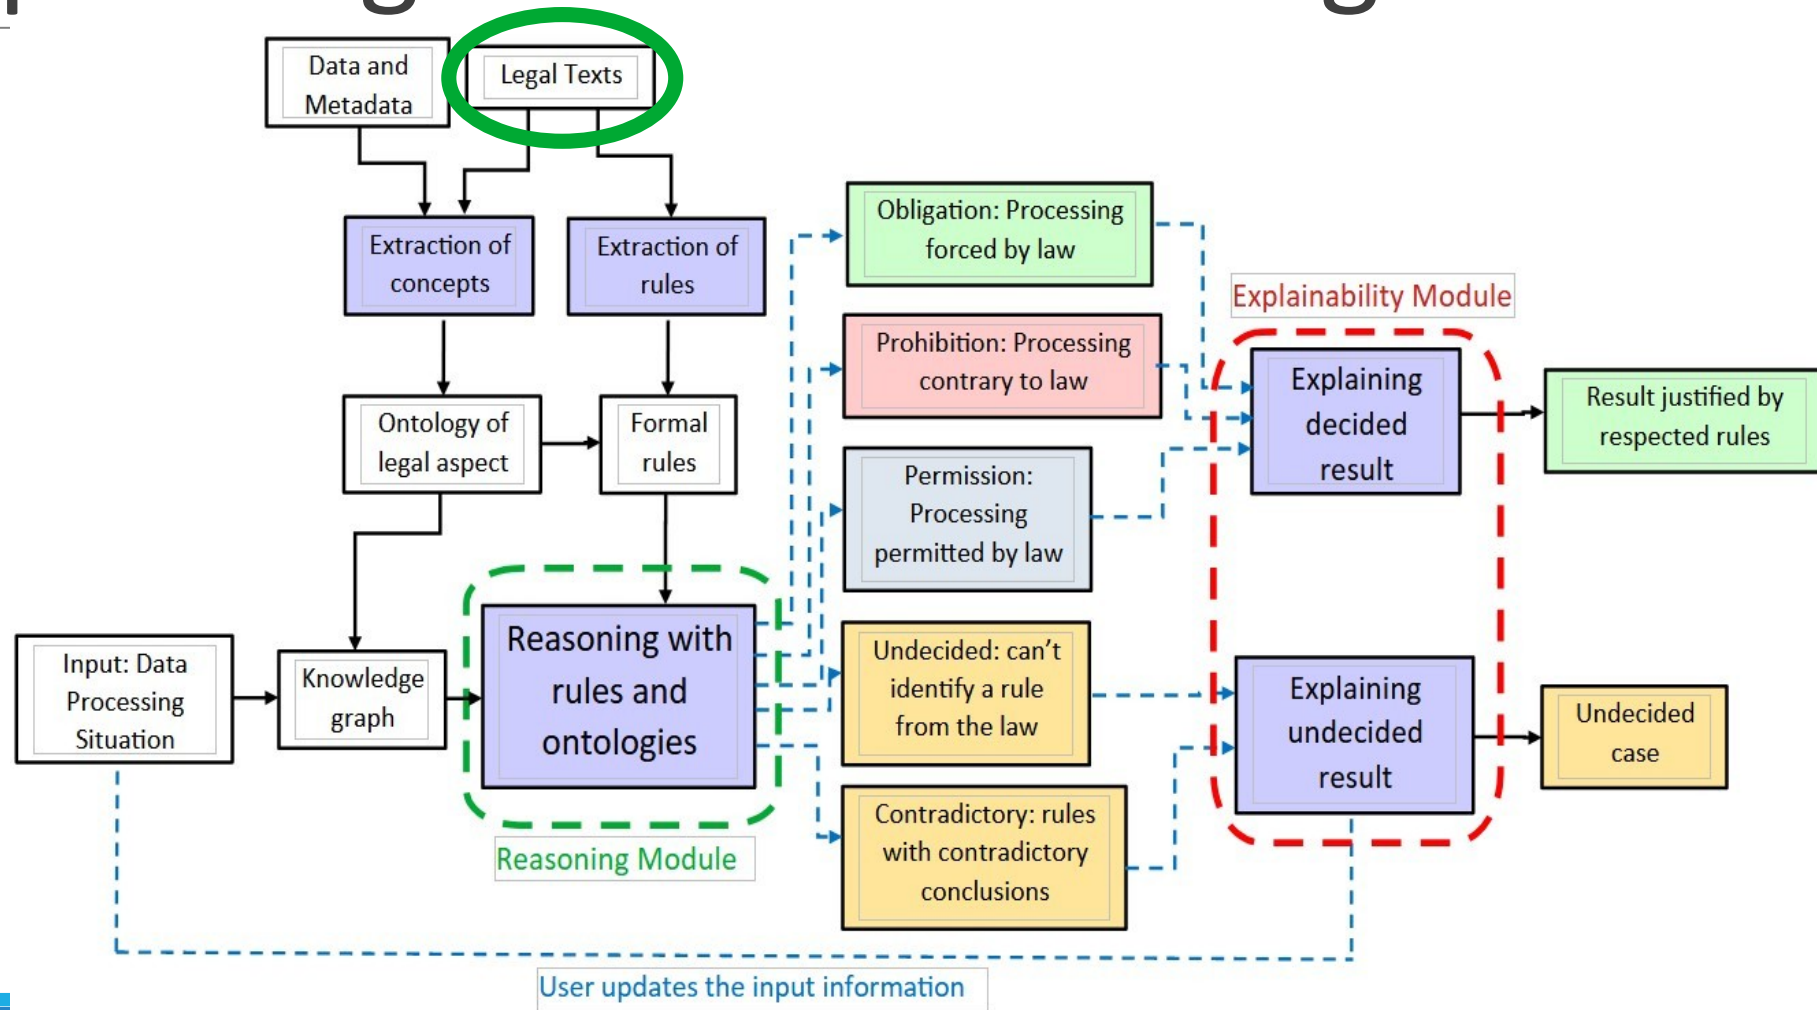 Data and
Metadata
Legal Texts
Extraction of
concepts
Extraction of
rules
Ontology of
legal aspect
Formal
rules
Input: Data
Processing
Situation
Knowledge
graph
Reasoning with
rules and
ontologies
Reasoning Module
Obligation: Processing
forced by law
Prohibition: Processing
contrary to law
Permission:
Processing
permitted by law
Undecided: can't
identify a rule
from the law
Contradictory: rules
with contradictory
conclusions
Explainability Module
Explaining
decided
result
Explaining
undecided
result
Result justified by
respected rules
Undecided
case
User updates the input information